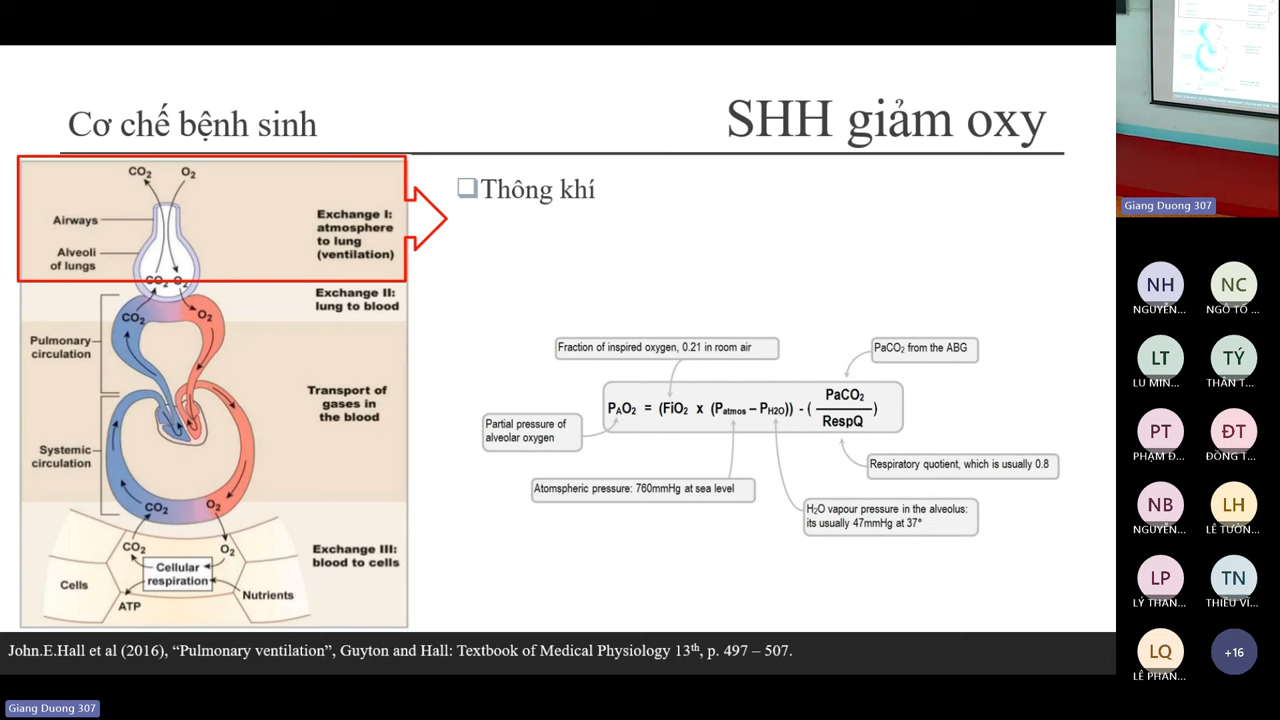 Cơ chế bệnh sinh
SHH giảm oxy
CO2
O2
Airways
Alveoli
of lungs
CO2 O2
Exchange I:
atmosphere
to lung
(ventilation)
Exchange II:
lung to blood
CO2
O2
Pulmonary
circulation
Transport of
gases in
the blood
Systemic
circulation
CO2
O2
CO2
O2
Exchange III:
blood to cells
Cellular
respiration
Cells
Nutrients
ATP
Thông khí
Fraction of inspired oxygen, 0.21 in room air
PaCO2 from the ABG
PAO2 = (FiO2 x (Patmos – PH2O)) - ( PaCO2 / RespQ )
Partial pressure of
alveolar oxygen
Respiratory quotient, which is usually 0.8
Atomspheric pressure: 760mmHg at sea level
H2O vapour pressure in the alveolus:
its usually 47mmHg at 37°
John.E.Hall et al (2016), “Pulmonary ventilation”, Guyton and Hall: Textbook of Medical Physiology 13th, p. 497 – 507.
Giang Duong 307
Giang Duong 307
NH
NGUYỄN...
NC
NGÔ TỐ ...
LT
LU MIN...
TÝ
THÂN T...
PT
PHẠM Đ...
ĐT
ĐỒNG T...
NB
NGUYỄN...
LH
LÊ TƯỜN...
LP
LÝ THAN...
TN
THIỀU VĨ...
LQ
LÊ PHAN...
+16